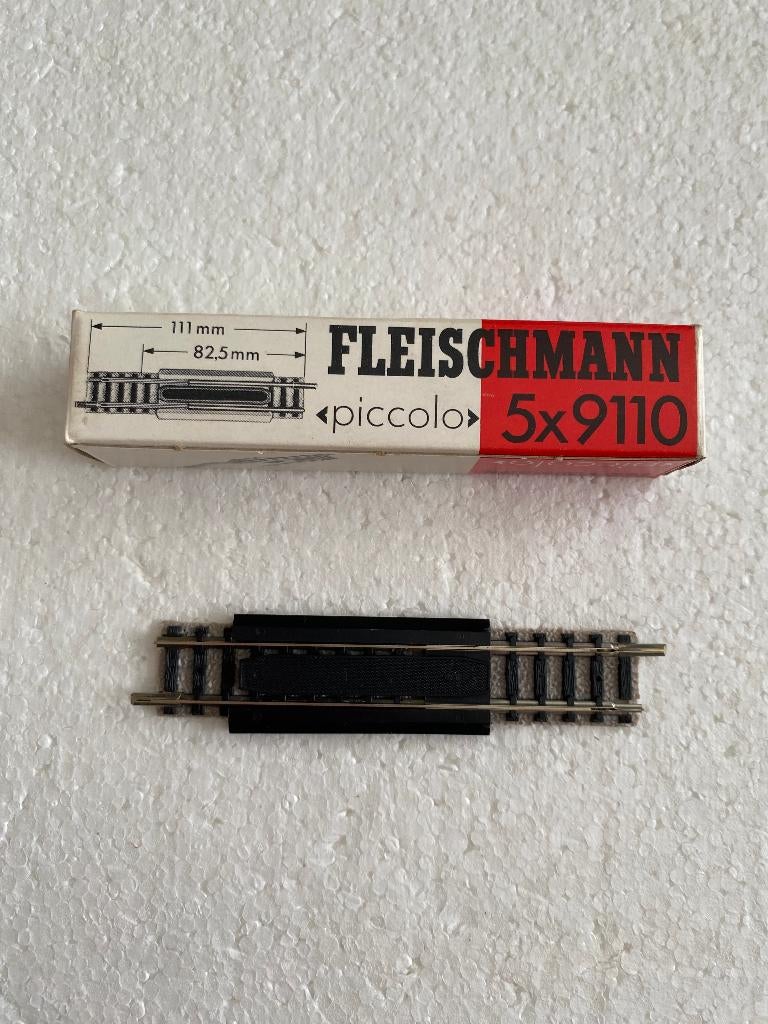 111 mm
82,5 mm
FLEISCHMANN
‹piccolo›
5x9110